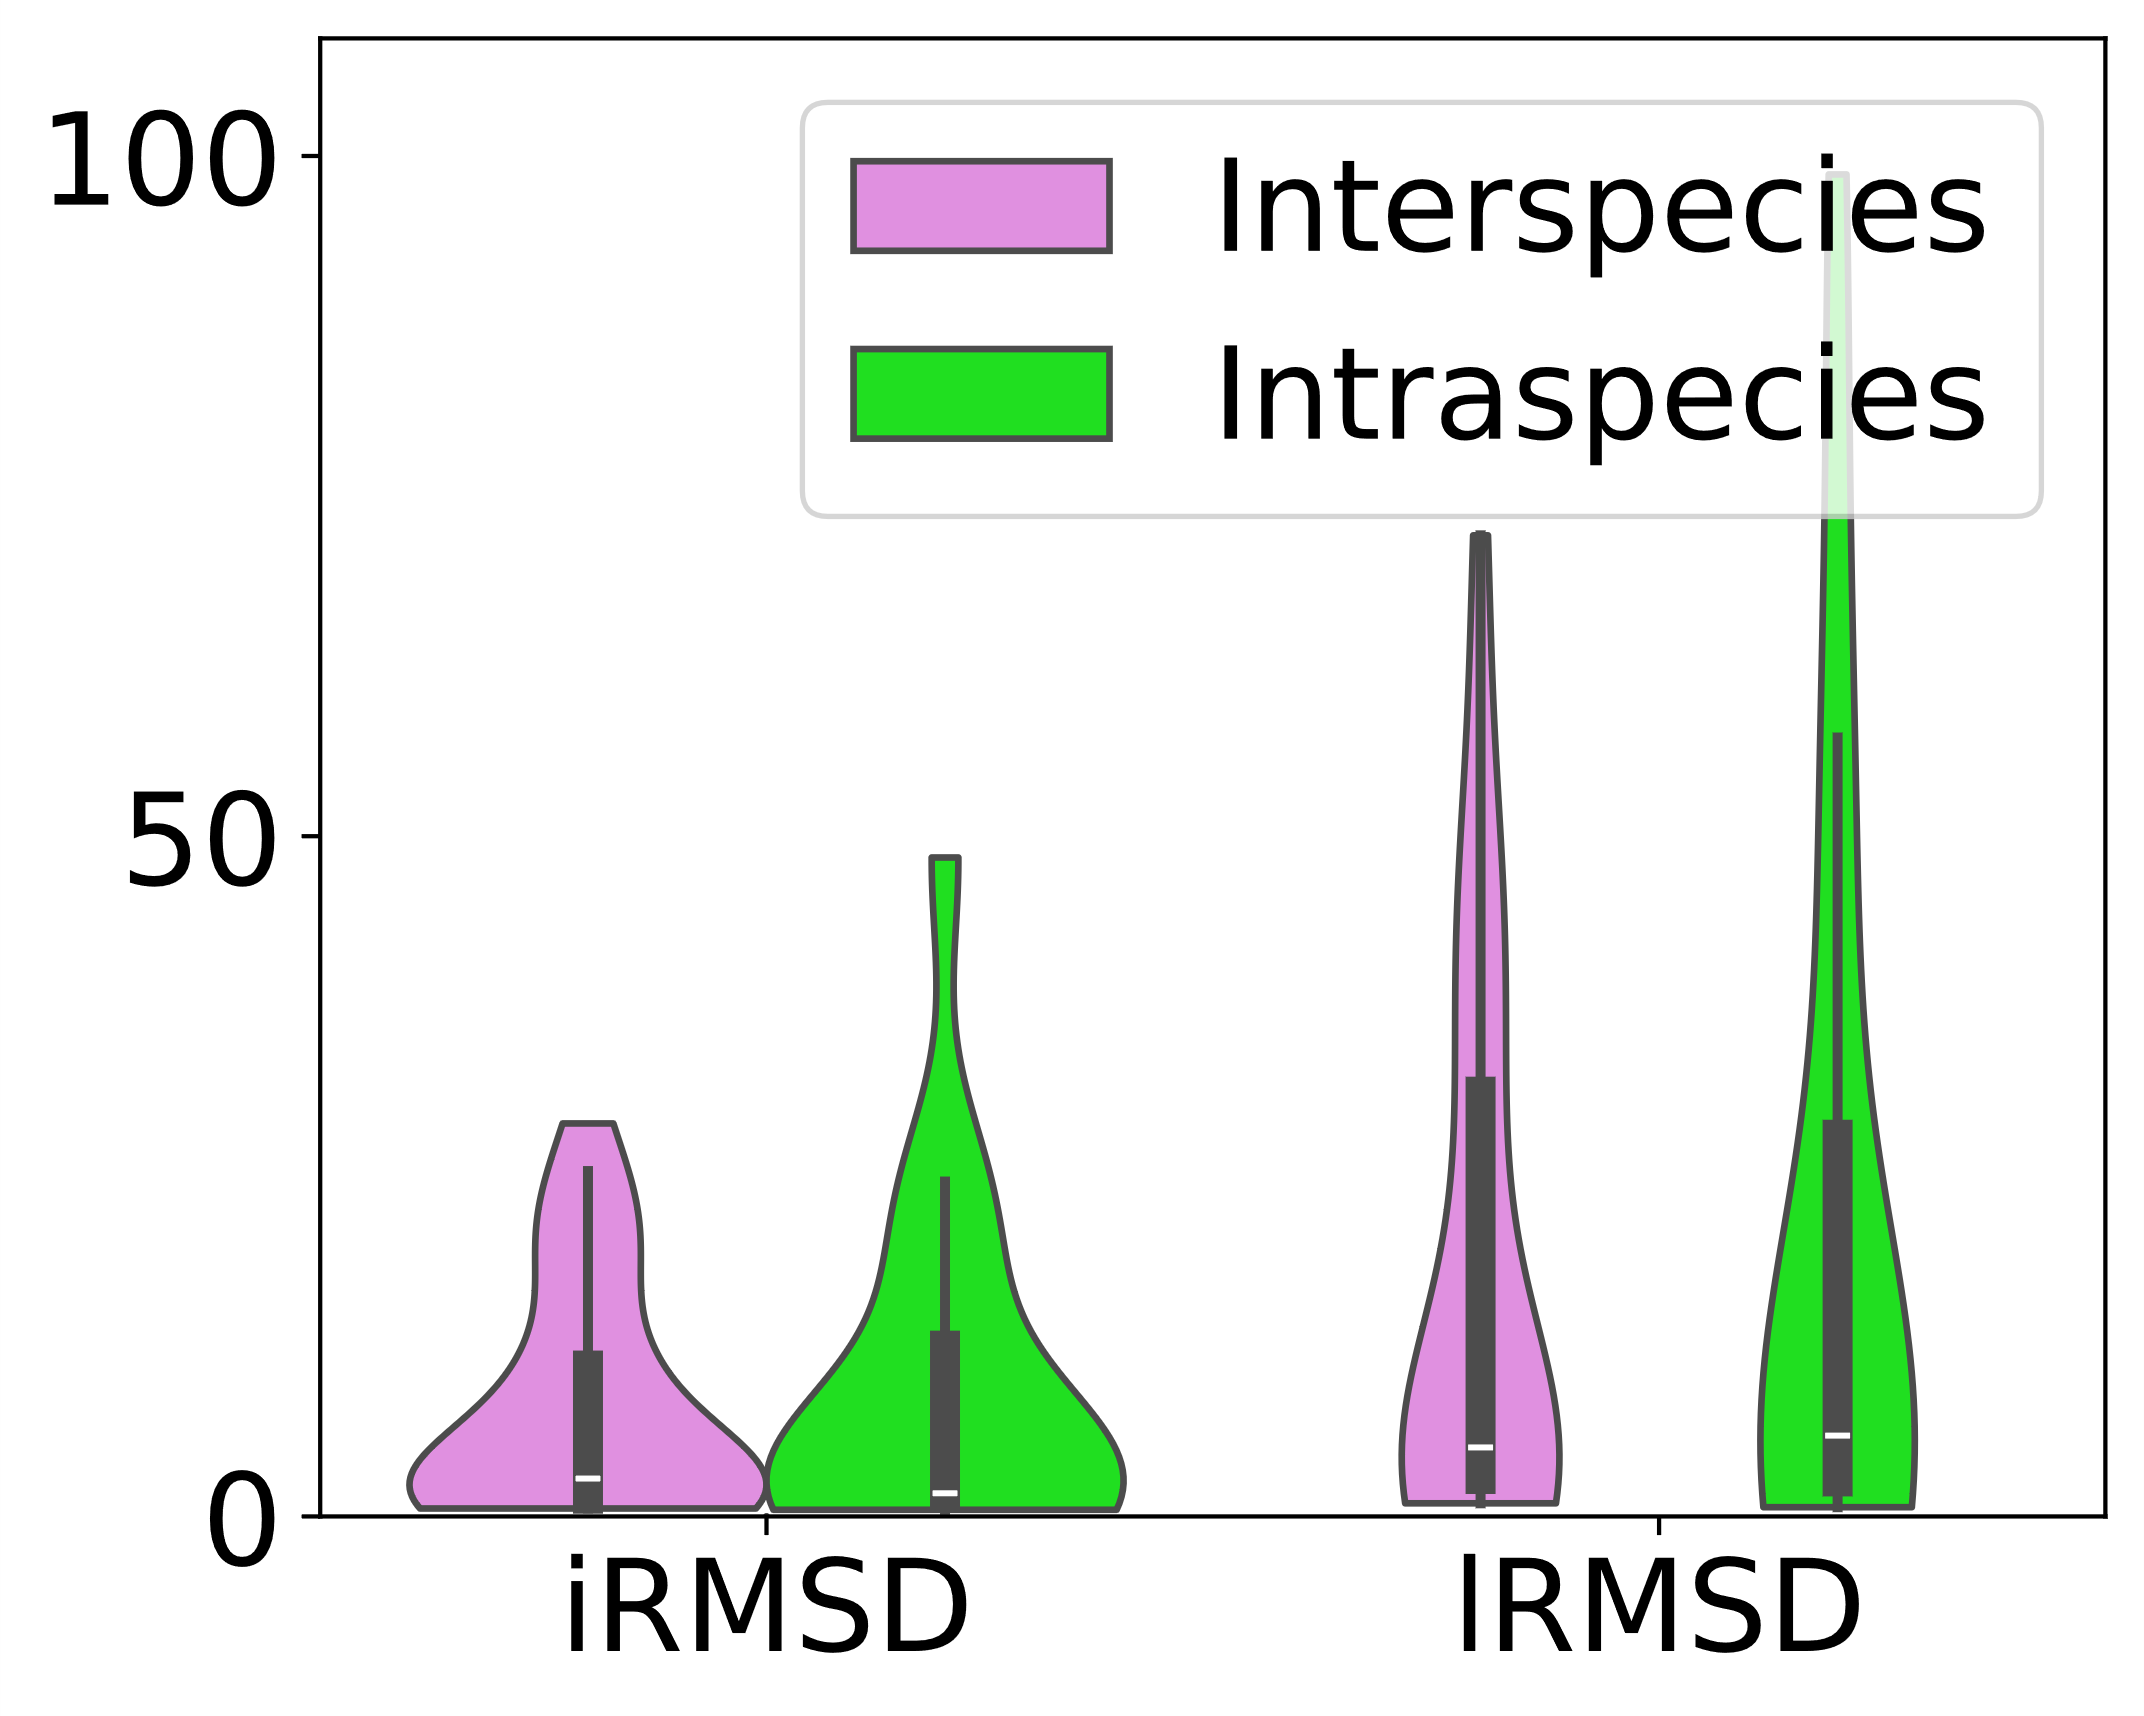 100
Interspecies
Intraspecies
50
0
iRMSD lRMSD